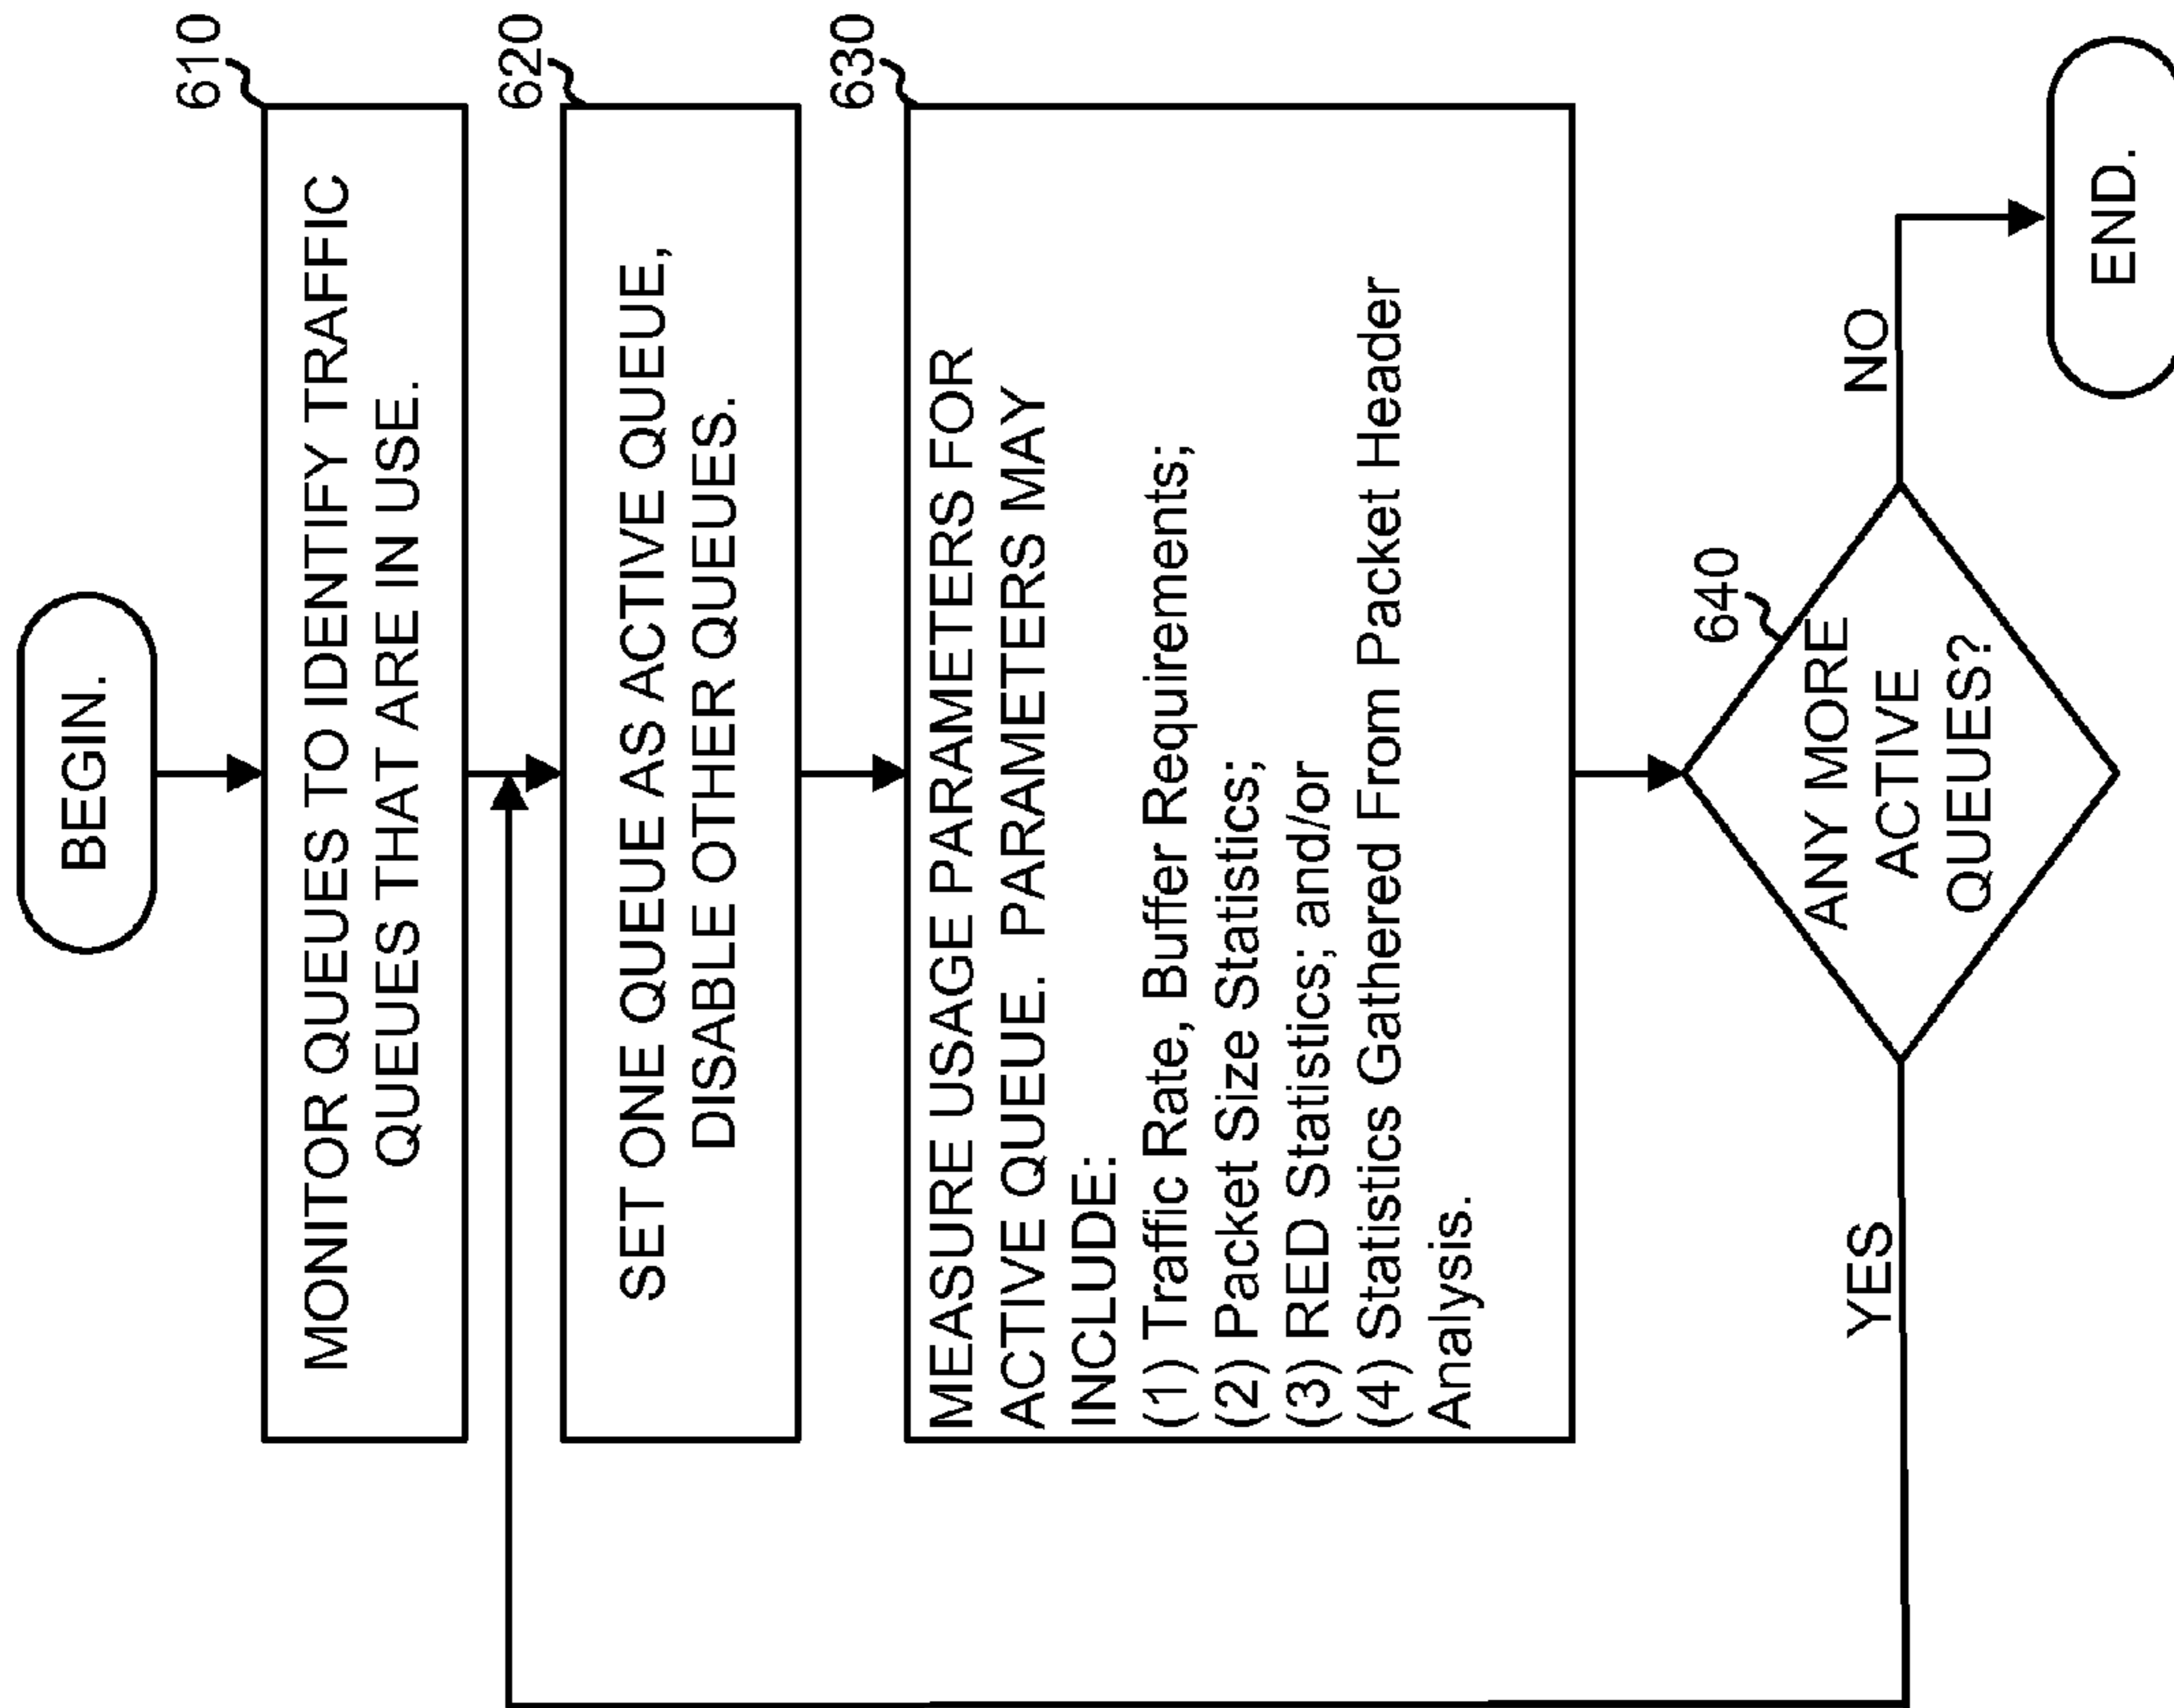 BEGIN.
610
MONITOR QUEUES TO IDENTIFY TRAFFIC
QUEUES THAT ARE IN USE.
620
SET ONE QUEUE AS ACTIVE QUEUE,
DISABLE OTHER QUEUES.
630
MEASURE USAGE PARAMETERS FOR
ACTIVE QUEUE. PARAMETERS MAY
INCLUDE:
(1) Traffic Rate, Buffer Requirements;
(2) Packet Size Statistics;
(3) RED Statistics; and/or
(4) Statistics Gathered From Packet Header
Analysis.
640
ANY MORE
ACTIVE
QUEUES?
YES
NO
END.